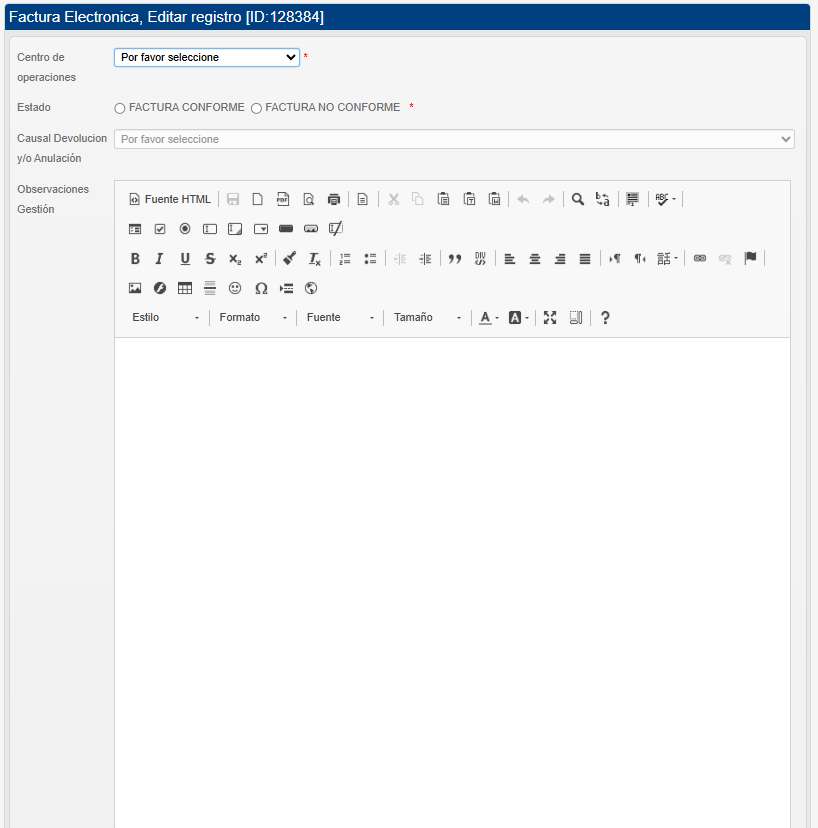 Factura Electronica, Editar registro [ID:128384]
Centro de operaciones
Por favor seleccione *
Estado
FACTURA CONFORME FACTURA NO CONFORME *
Causal Devolucion y/o Anulación
Por favor seleccione
Observaciones Gestión
Fuente HTML
Estilo Formato Fuente Tamaño